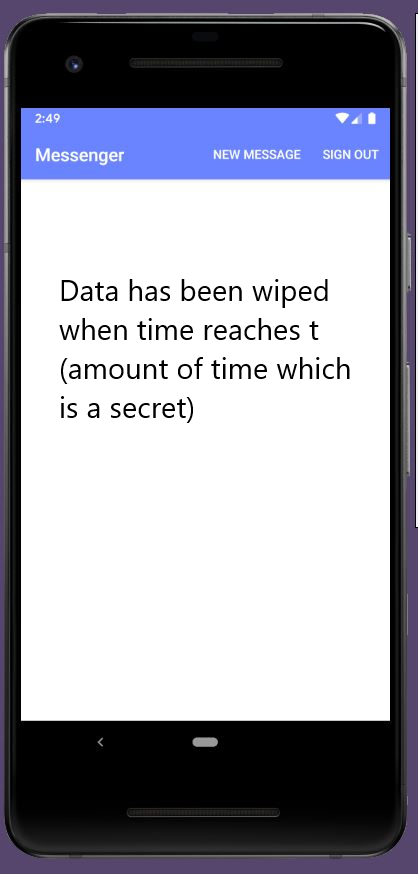 2:49
Messenger NEW MESSAGE SIGN OUT
Data has been wiped
when time reaches t
(amount of time which
is a secret)